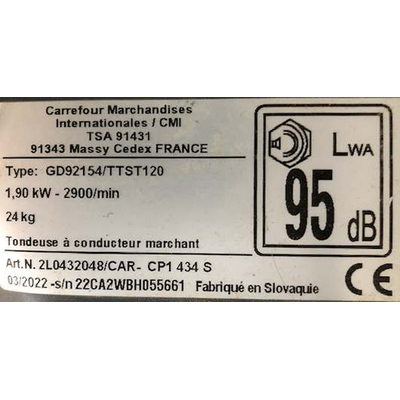 Carrefour Marchandises
Internationales / CMI
TSA 91431
91343 Massy Cedex FRANCE
Type: GD92154/TTST120
1,90 kW - 2900/min
24 kg
Tondeuse à conducteur marchant
Art.N. 2L0432048/CAR- CP1 434 S
03/2022 -s/n 22CA2WBH055661 Fabriqué en Slovaquie
LWA
95 dB
CE